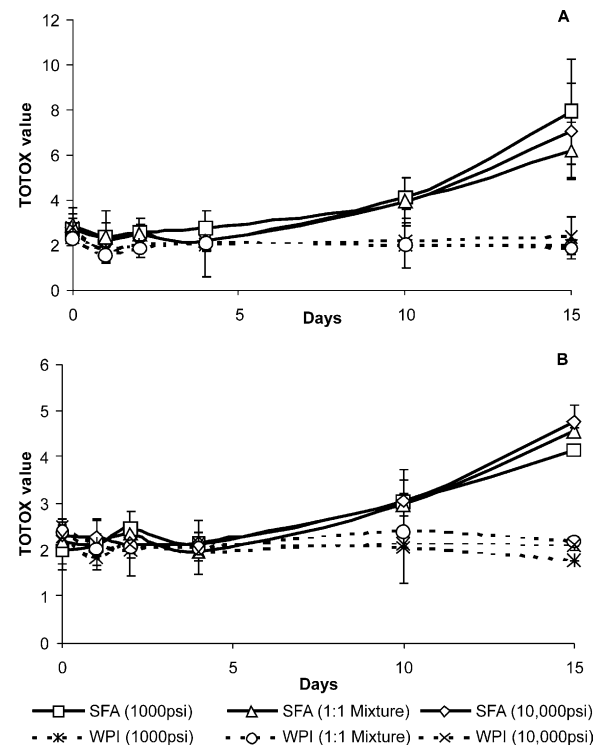 A
TOTOX value
12
10
8
6
4
2
0
0 5 10 15
Days
B
TOTOX value
6
5
4
3
2
1
0
0 5 10 15
Days
SFA (1000psi) SFA (1:1 Mixture) SFA (10,000psi)
WPI (1000psi) WPI (1:1 Mixture) WPI (10,000psi)